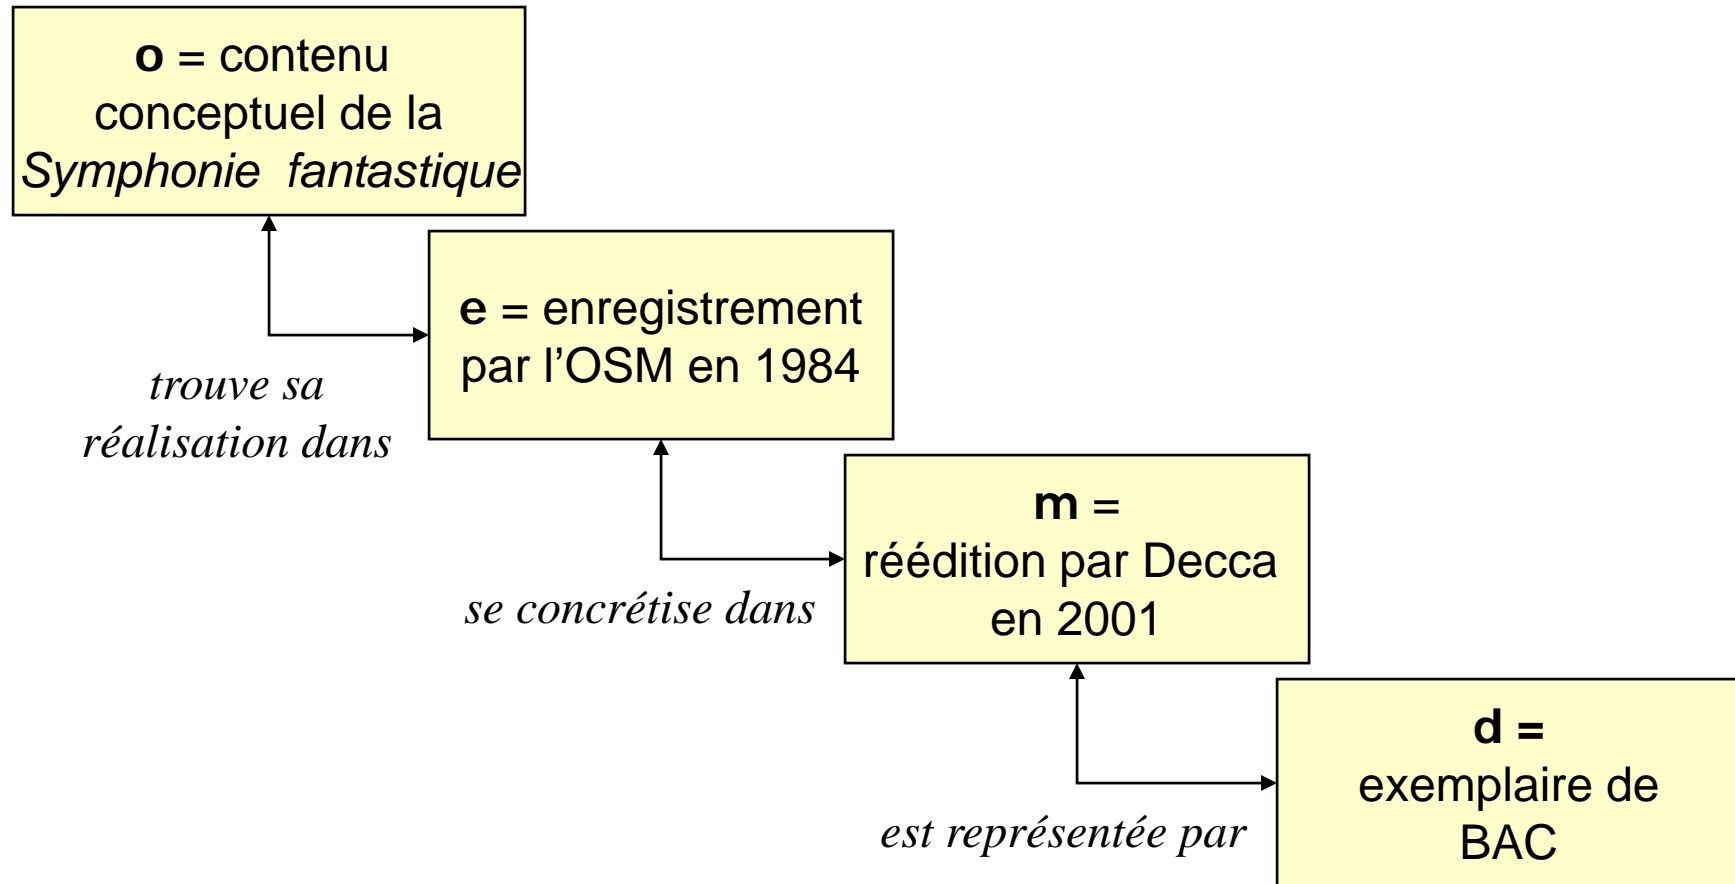 o = contenu
conceptuel de la
Symphonie fantastique
e = enregistrement
par l'OSM en 1984
trouve sa
réalisation dans
m =
réédition par Decca
en 2001
se concrétise dans
d =
exemplaire de
BAC
est représentée par